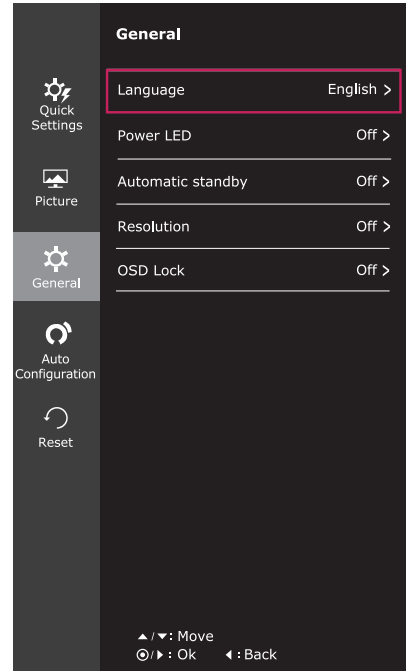 General
Quick
Settings
Picture
General
Auto
Configuration
Reset
Language English >
Power LED Off >
Automatic standby Off >
Resolution Off >
OSD Lock Off >
▲/▼: Move
◉/▶ : Ok ◀ : Back